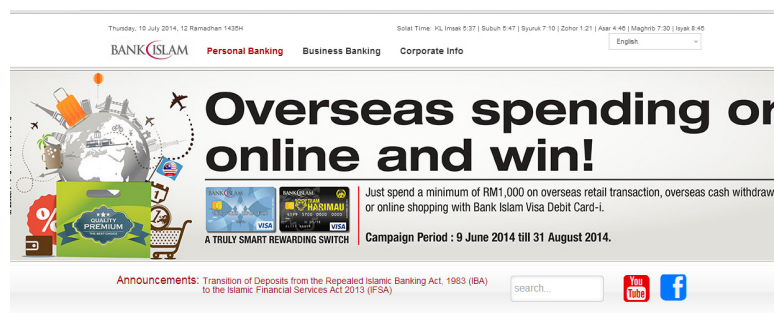 Thursday, 10 July 2014, 12 Ramadhan 1435H
Solat Time: KL Imsak 5:37 | Subuh 5:47 | Syuruk 7:10 | Zohor 1:21 | Asar 4:46 | Maghrib 7:30 | Isyak 8:45
English
BANK ISLAM
Personal Banking
Business Banking
Corporate Info
Overseas spending or
online and win!
Just spend a minimum of RM1,000 on overseas retail transaction, overseas cash withdraw
or online shopping with Bank Islam Visa Debit Card-i.
Campaign Period : 9 June 2014 till 31 August 2014.
BANK ISLAM
VISA
BANK ISLAM
HARIMAU
VISA
A TRULY SMART REWARDING SWITCH
%
QUALITY
PREMIUM
THE BEST CHOICE
Announcements:
Transition of Deposits from the Repealed Islamic Banking Act, 1983 (IBA)
to the Islamic Financial Services Act 2013 (IFSA)
search...
You
Tube
f